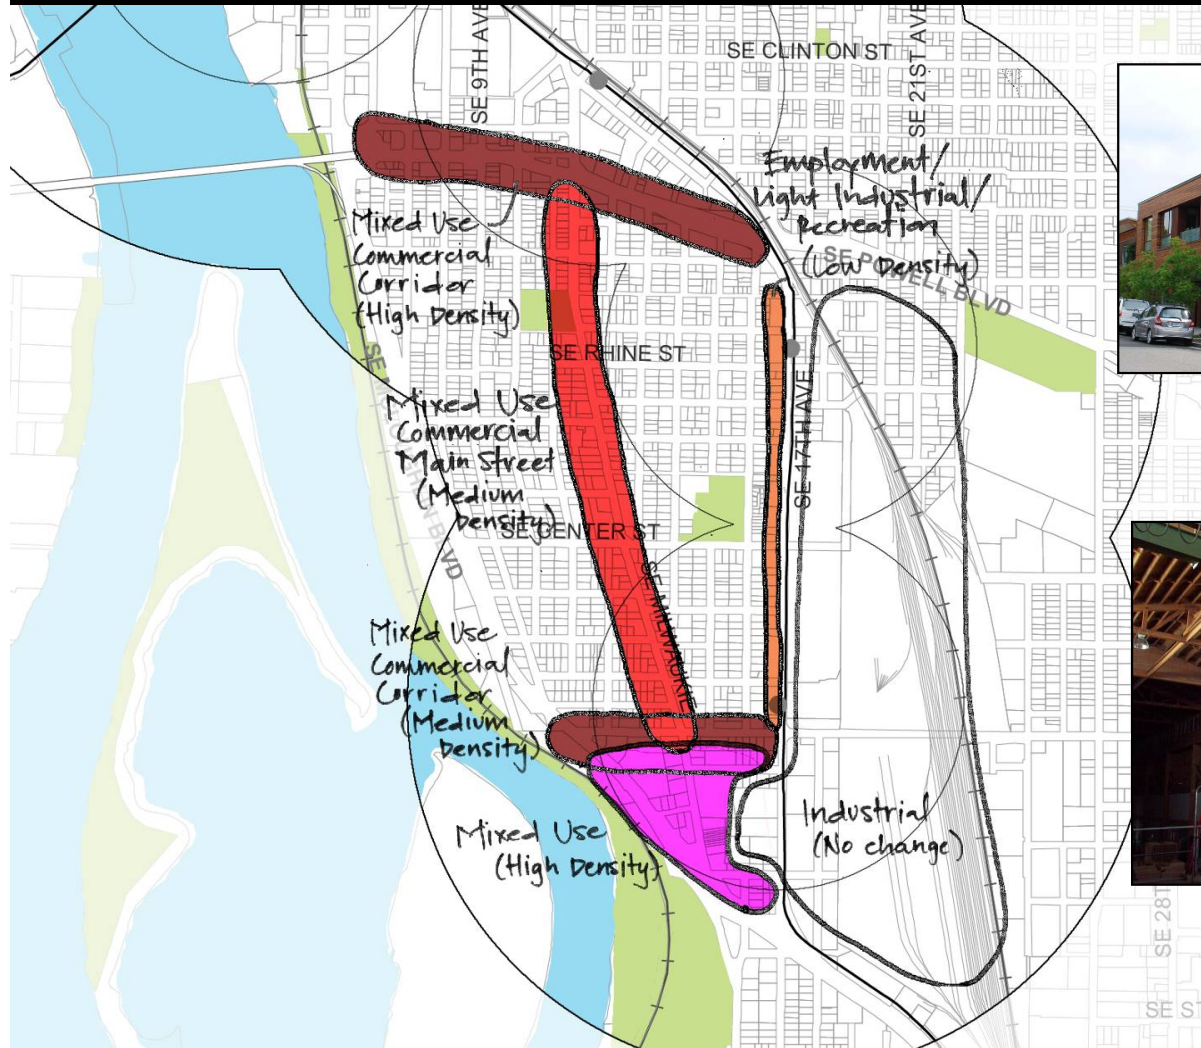 SE CLINTON ST
SE 9TH AVE
SE 21ST AVE
Employment/
Light Industrial/
Recreation
(Low Density)
SE POWELL BLVD
Mixed Use
Commercial
Corridor
(High Density)
SE RHINE ST
Mixed Use
Commercial
Main Street
(Medium
Density)
SE CENTER ST
SE 17TH AVE
SE MILWAUKIE
Mixed Use
Commercial
Corridor
(Medium
Density)
Mixed Use
(High Density)
Industrial
(No change)
SE 28T
SE ST